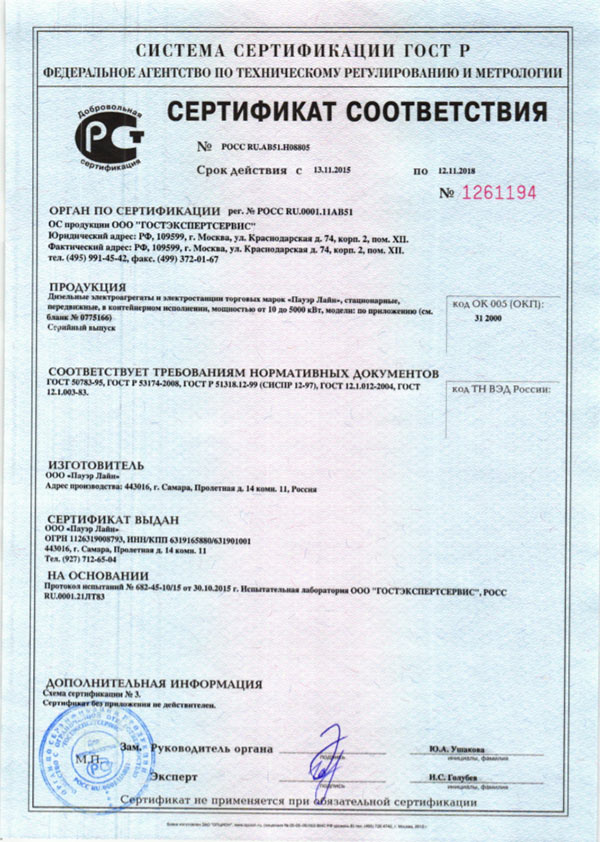 СИСТЕМА СЕРТИФИКАЦИИ ГОСТ Р
ФЕДЕРАЛЬНОЕ АГЕНТСТВО ПО ТЕХНИЧЕСКОМУ РЕГУЛИРОВАНИЮ И МЕТРОЛОГИИ
Добровольная
сертификация
СЕРТИФИКАТ СООТВЕТСТВИЯ
№ РОСС RU.АВ51.Н08805
Срок действия с 13.11.2015 по 12.11.2018
№ 1261194
ОРГАН ПО СЕРТИФИКАЦИИ рег. № РОСС RU.0001.11АВ51
ОС продукции ООО "ГОСТЭКСПЕРТСЕРВИС"
Юридический адрес: РФ, 109599, г. Москва, ул. Краснодарская д. 74, корп. 2, пом. XII.
Фактический адрес: РФ, 109599, г. Москва, ул. Краснодарская д. 74, корп. 2, пом. XII.
тел. (495) 991-45-42, факс. (499) 372-01-67
ПРОДУКЦИЯ
Дизельные электроагрегаты и электростанции торговых марок «Пауэр Лайн», стационарные,
передвижные, в контейнерном исполнении, мощностью от 10 до 5000 кВт, модели: по приложению (см.
бланк № 0775166)
Серийный выпуск
код ОК 005 (ОКП):
31 2000
СООТВЕТСТВУЕТ ТРЕБОВАНИЯМ НОРМАТИВНЫХ ДОКУМЕНТОВ
ГОСТ 50783-95, ГОСТ Р 53174-2008, ГОСТ Р 51318.12-99 (СИСПР 12-97), ГОСТ 12.1.012-2004, ГОСТ
12.1.003-83.
код ТН ВЭД России:
ИЗГОТОВИТЕЛЬ
ООО «Пауэр Лайн»
Адрес производства: 443016, г. Самара, Пролетная д. 14 комн. 11, Россия
СЕРТИФИКАТ ВЫДАН
ООО «Пауэр Лайн»
ОГРН 1126319008793, ИНН/КПП 6319165880/631901001
443016, г. Самара, Пролетная д. 14 комн. 11
Тел. (927) 712-65-04
НА ОСНОВАНИИ
Протокол испытаний № 682-45-10/15 от 30.10.2015 г. Испытательная лаборатория ООО "ГОСТЭКСПЕРТСЕРВИС", РОСС
RU.0001.21ЛТ83
ДОПОЛНИТЕЛЬНАЯ ИНФОРМАЦИЯ
Схема сертификации № 3.
Сертификат без приложения не действителен.
М.П.
Зам. Руководитель органа
подпись
Ю.А. Ушакова
инициалы, фамилия
Эксперт
подпись
И.С. Голубев
инициалы, фамилия
Сертификат не применяется при обязательной сертификации